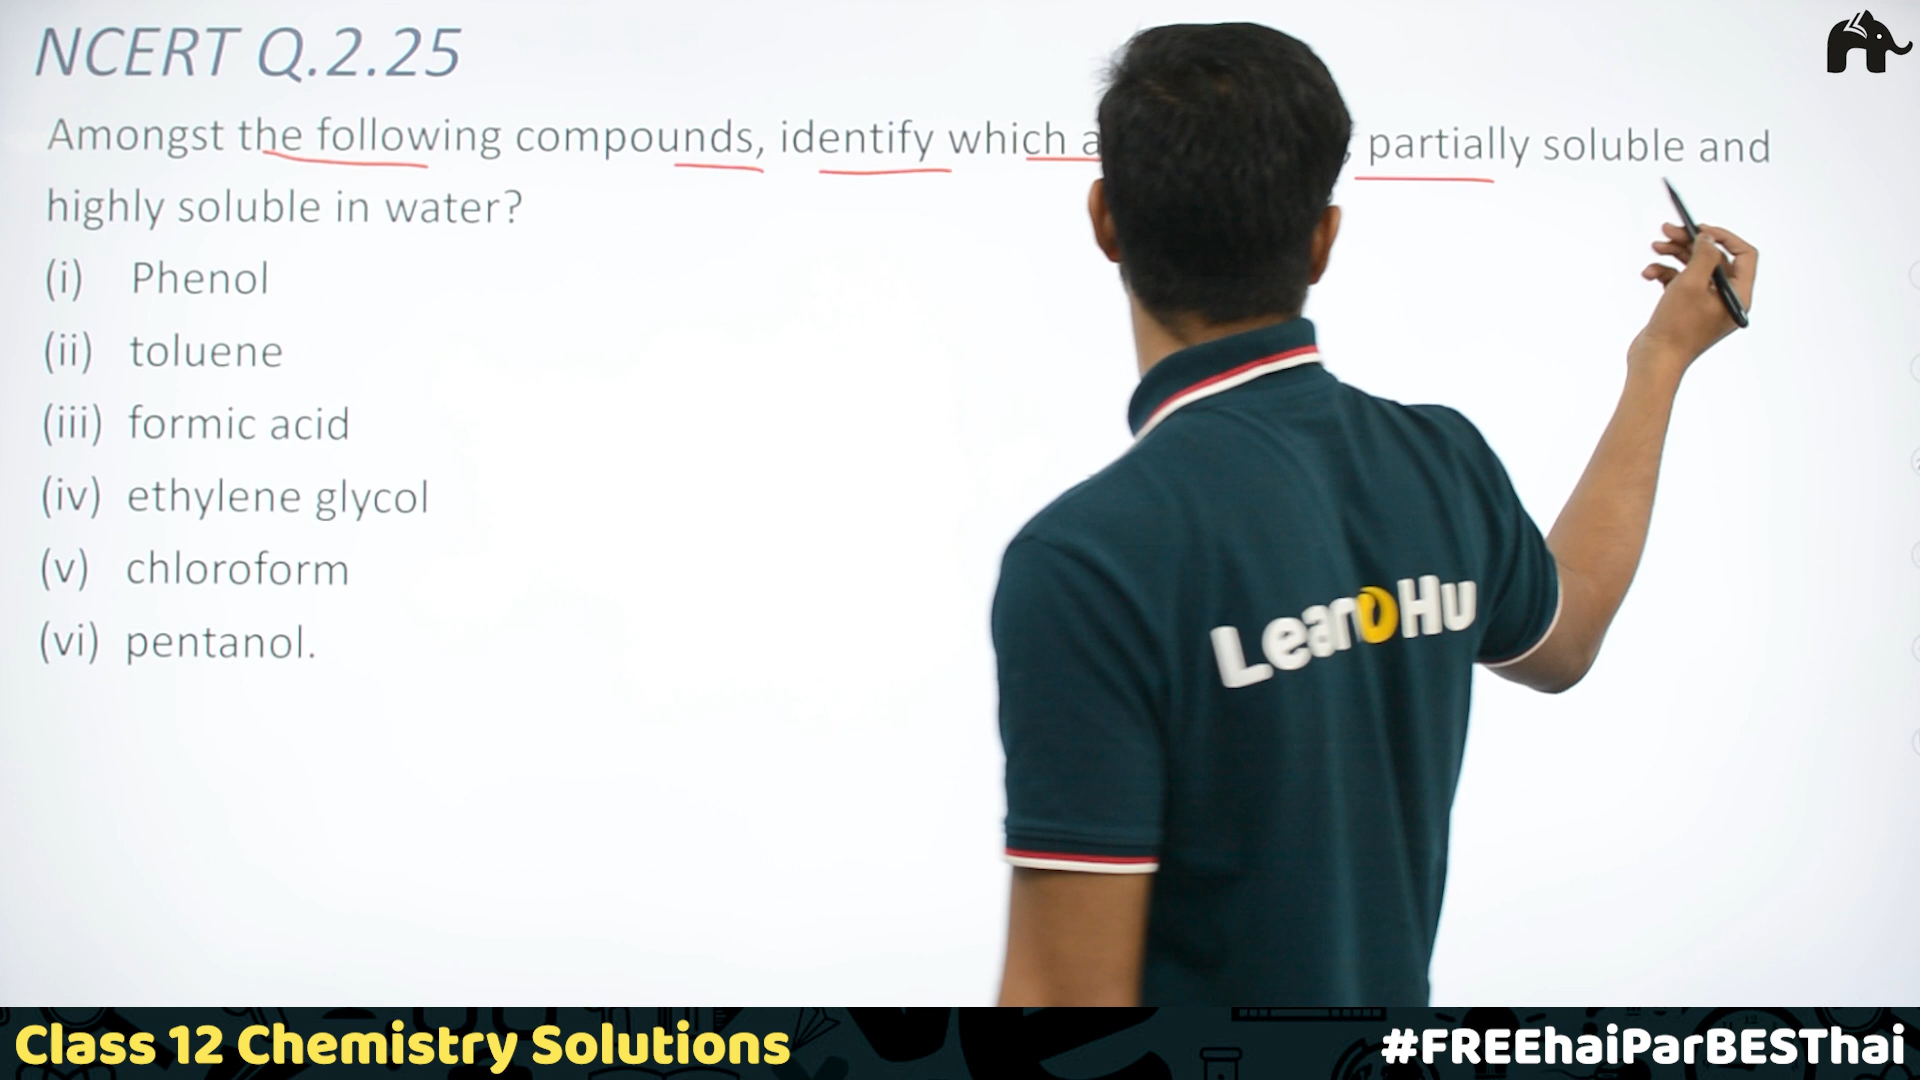 NCERT Q.2.25
Amongst the following compounds, identify which a partially soluble and
highly soluble in water?
(i) Phenol
(ii) toluene
(iii) formic acid
(iv) ethylene glycol
(v) chloroform
(vi) pentanol.
LearnoHu
Class 12 Chemistry Solutions
#FREEhaiParBESThai